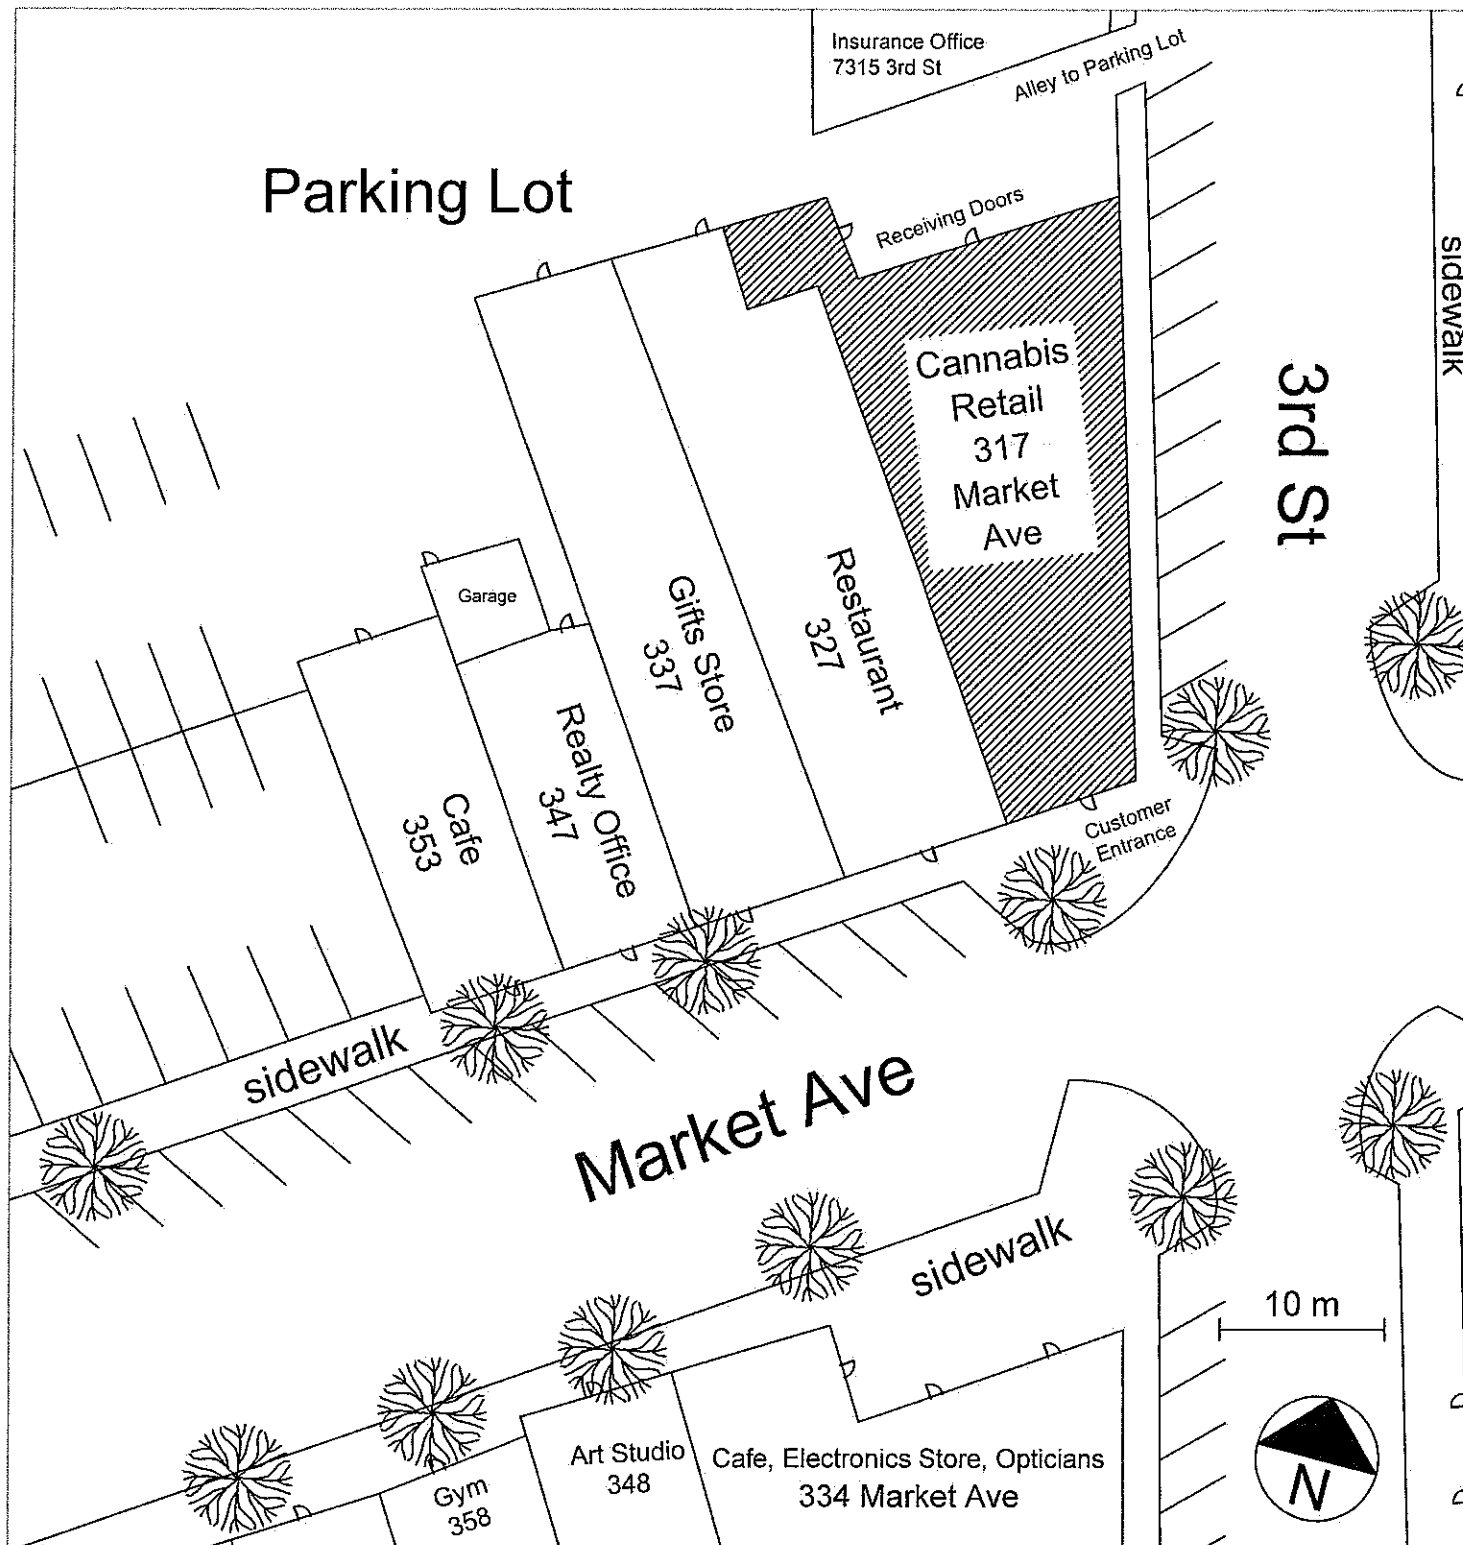 Insurance Office
7315 3rd St
Alley to Parking Lot
Parking Lot
Receiving Doors
sidewalk
Cannabis
Retail
317
Market
Ave
3rd St
Garage
Gifts Store
337
Restaurant
327
Realty Office
347
Cafe
353
Customer
Entrance
sidewalk
Market Ave
sidewalk
10 m
Art Studio
348
Cafe, Electronics Store, Opticians
334 Market Ave
Gym
358
N